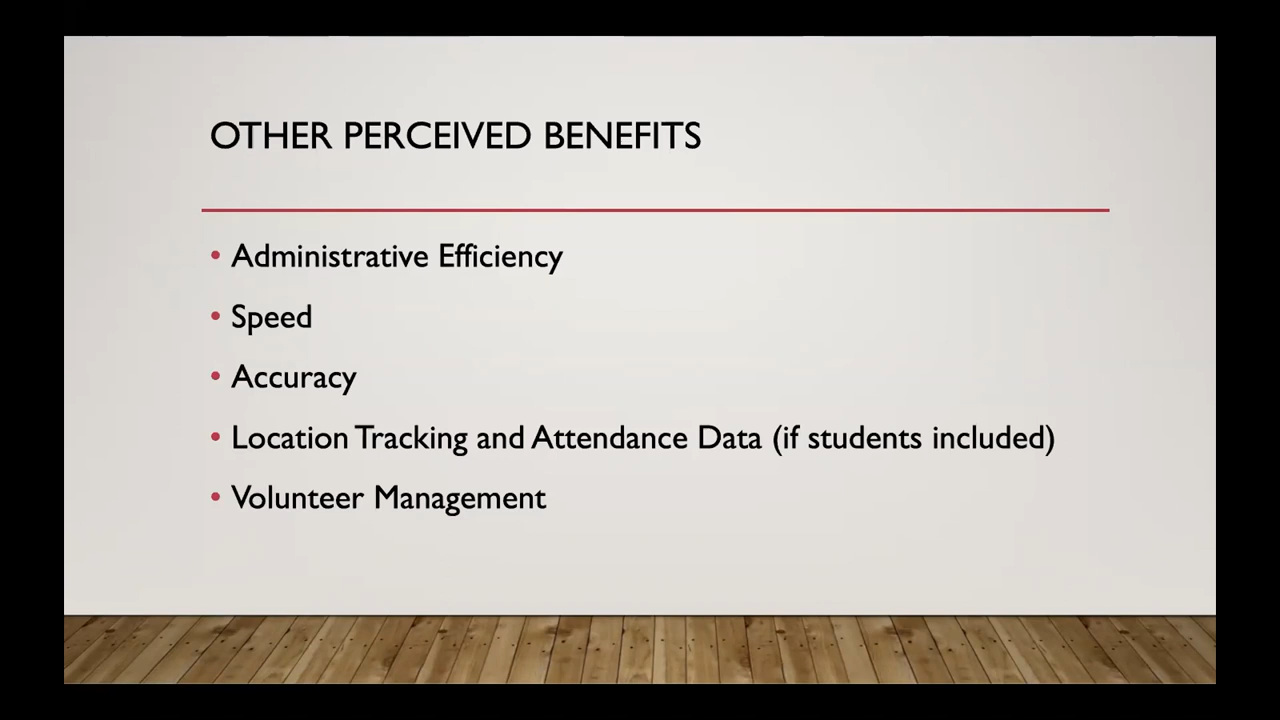 OTHER PERCEIVED BENEFITS
• Administrative Efficiency
• Speed
• Accuracy
• Location Tracking and Attendance Data (if students included)
• Volunteer Management